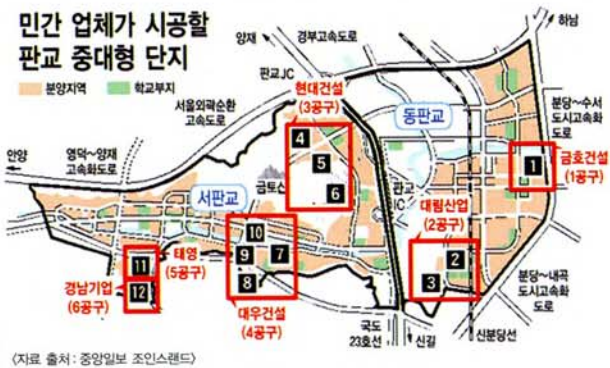 민간 업체가 시공할
판교 중대형 단지
분양지역 학교부지
양재
경부고속도로
하남
판교JC
서울외곽순환
고속도로
현대건설
(3공구)
동판교
분당~수서
도시고속화
도로
안양
영덕~양재
고속화도로
금호건설
(1공구)
4
5
6
1
금토산
서판교
판교
IC
대림산업
(2공구)
2
3
10
9
7
8
태영
(5공구)
11
12
경남기업
(6공구)
대우건설
(4공구)
분당~내곡
도시고속화
도로
국도
23호선
신길
신분당선
〈자료 출처 : 중앙일보 조인스랜드〉